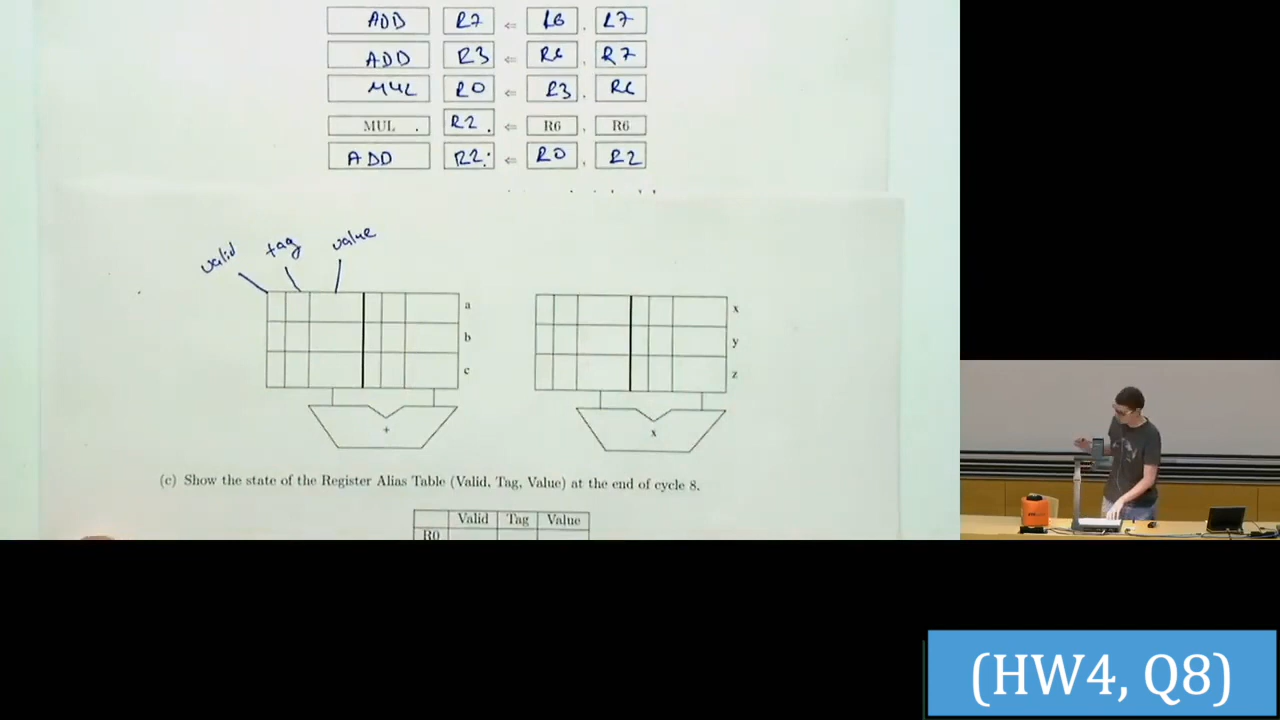 ADD R7 ⇐ R6 , R7
ADD R3 ⇐ R6 , R7
MUL R0 ⇐ R3 , R6
MUL . R2 . ⇐ R6 , R6
ADD R2 . ⇐ R0 , R2
valid tag value
a x
b y
c z
+ x
(c) Show the state of the Register Alias Table (Valid, Tag, Value) at the end of cycle 8.
Valid Tag Value
R0
(HW4, Q8)